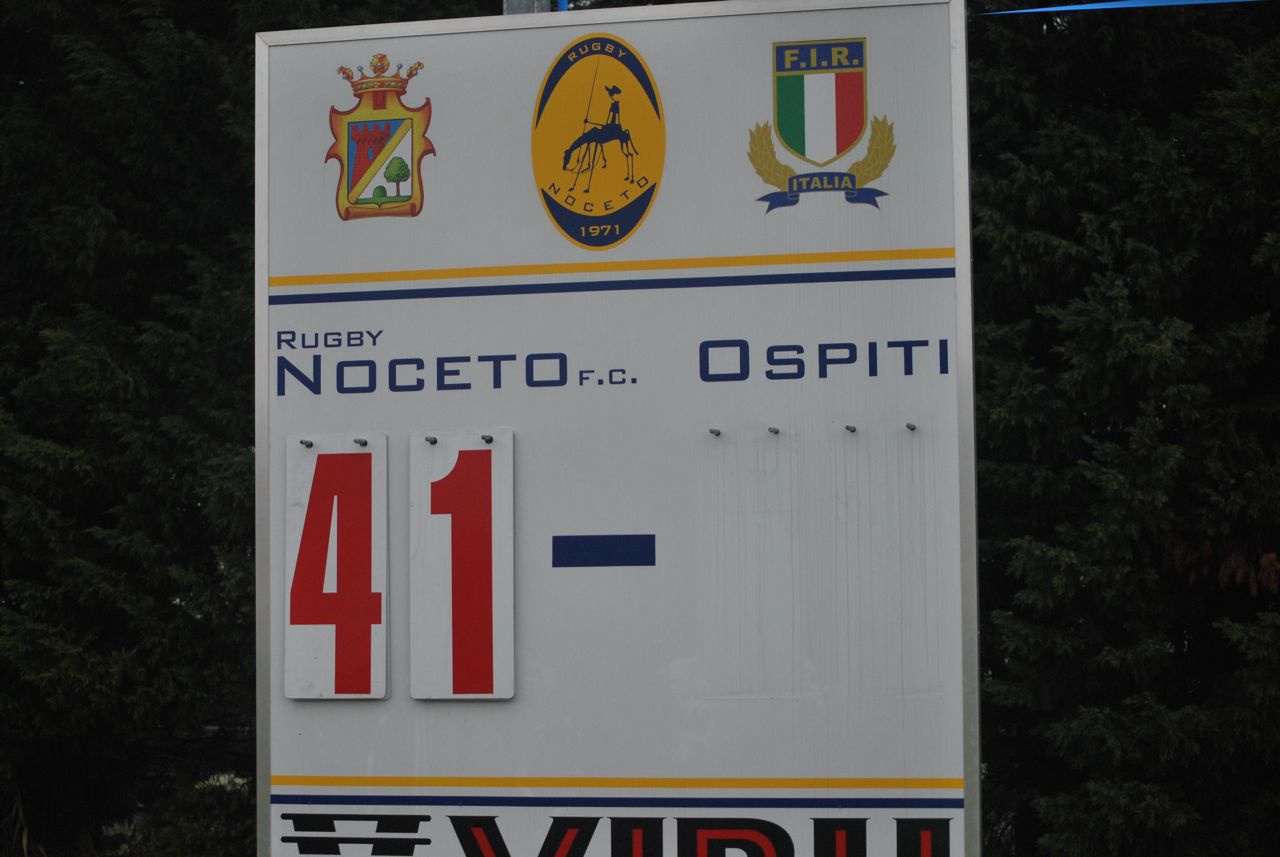 RUGBY
NOCETO
1971
F.I.R.
ITALIA
RUGBY
NOCETO F.C.
OSPITI
41 -